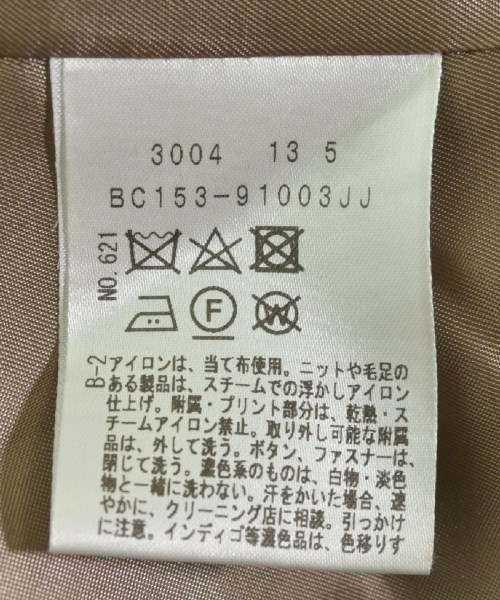 3004 13 5
BC153-91003JJ
NO.621
F
W
B-2
アイロンは、当て布使用。ニットや毛足の
ある製品は、スチームでの浮かしアイロン
仕上げ。附属・プリント部分は、乾熱・ス
チームアイロン禁止。取り外し可能な附属
品は、外して洗う。ボタン、ファスナーは、
閉じて洗う。濃色系のものは、白物・淡色
物と一緒に洗わない。汗をかいた場合、速
やかに、クリーニング店に相談。引っかけ
に注意。インディゴ等濃色品は、色移りす